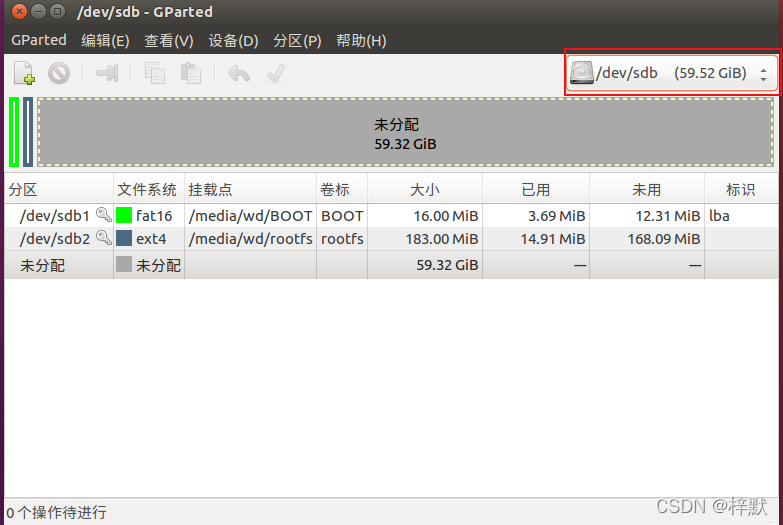 /dev/sdb - GParted
GParted 编辑(E) 查看(V) 设备(D) 分区(P) 帮助(H)
/dev/sdb (59.52 GiB)
未分配
59.32 GiB
分区 文件系统 挂载点 卷标 大小 已用 未用 标识
/dev/sdb1 fat16 /media/wd/BOOT BOOT 16.00 MiB 3.69 MiB 12.31 MiB lba
/dev/sdb2 ext4 /media/wd/rootfs rootfs 183.00 MiB 14.91 MiB 168.09 MiB
未分配 未分配 59.32 GiB --- ---
0 个操作待进行
CSDN @梓默